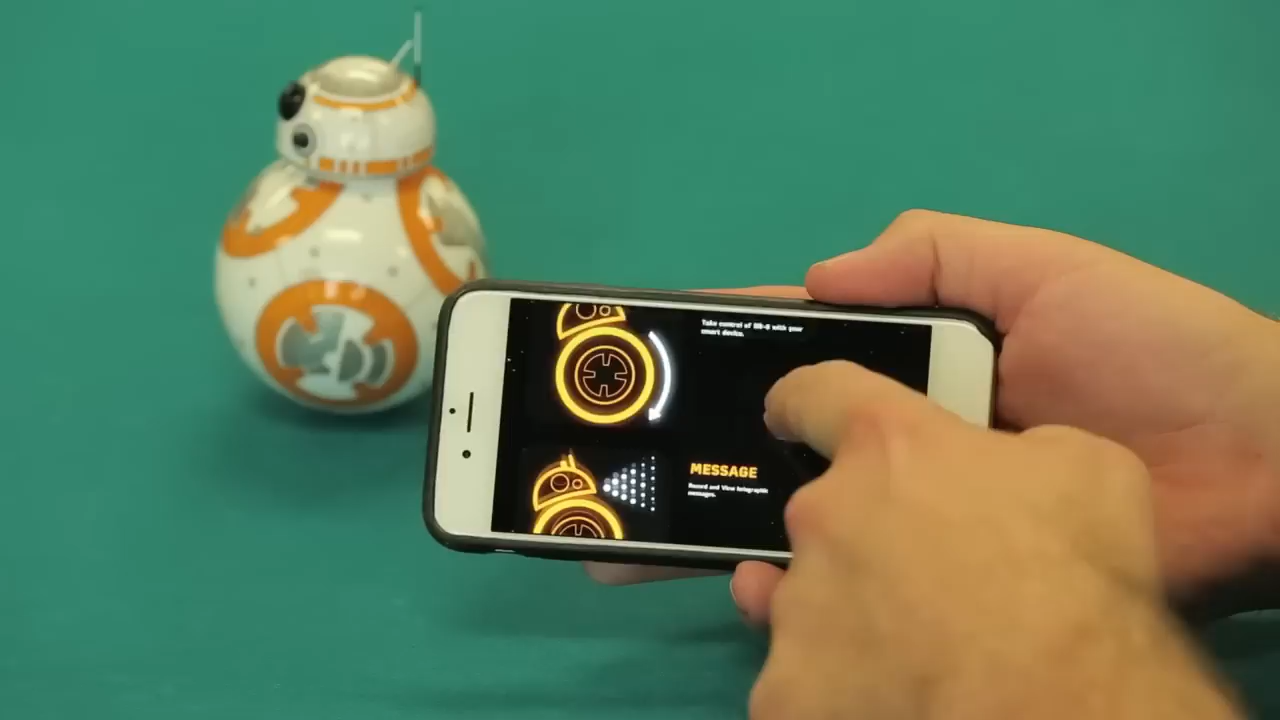 Take control of BB-8 with your
smart device.
MESSAGE
Record and View holographic
messages.